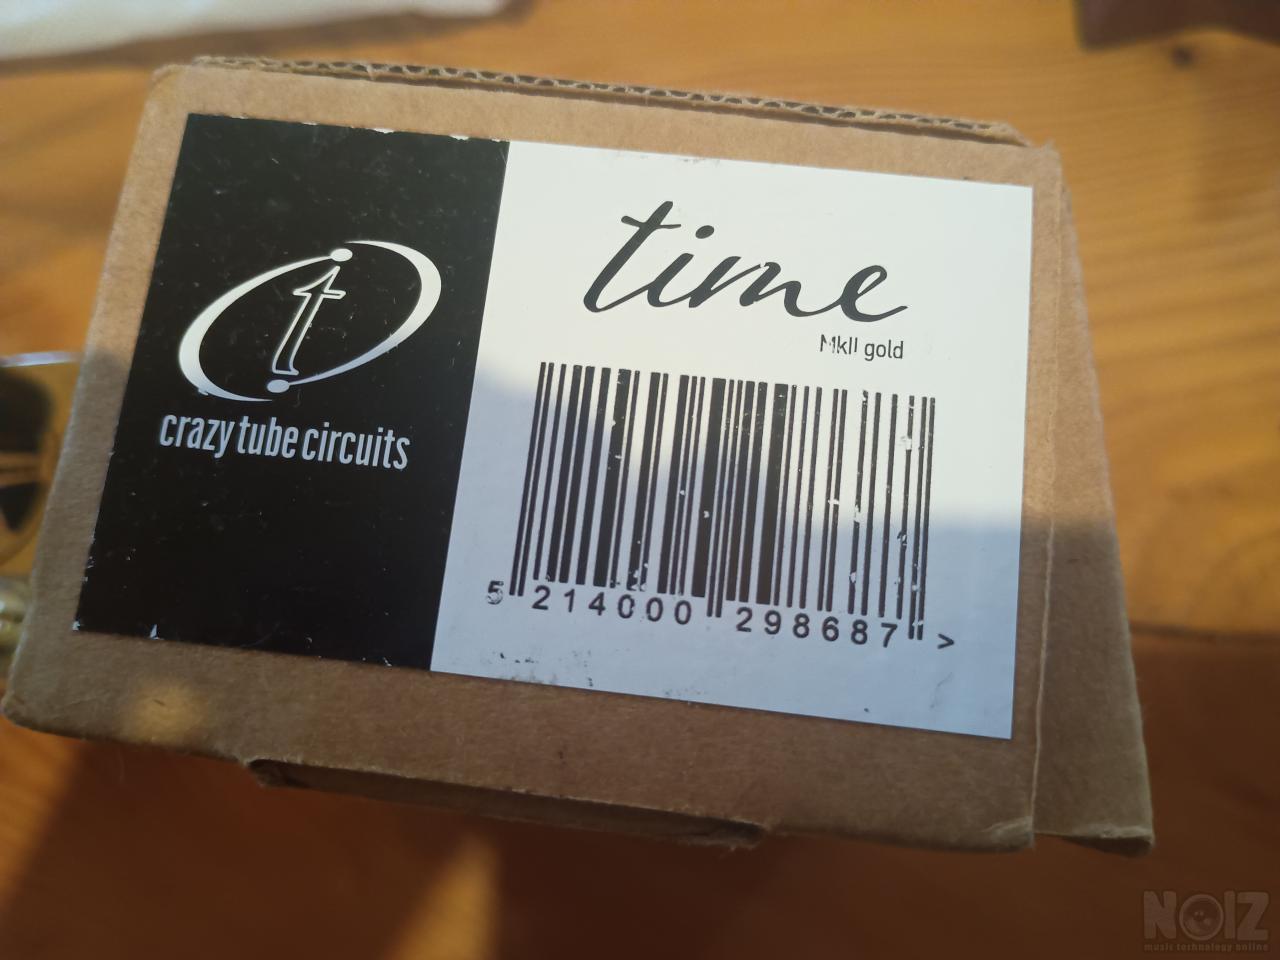 time
MkII gold
crazy tube circuits
5 214000 298687 >
NOIZ
music technology online